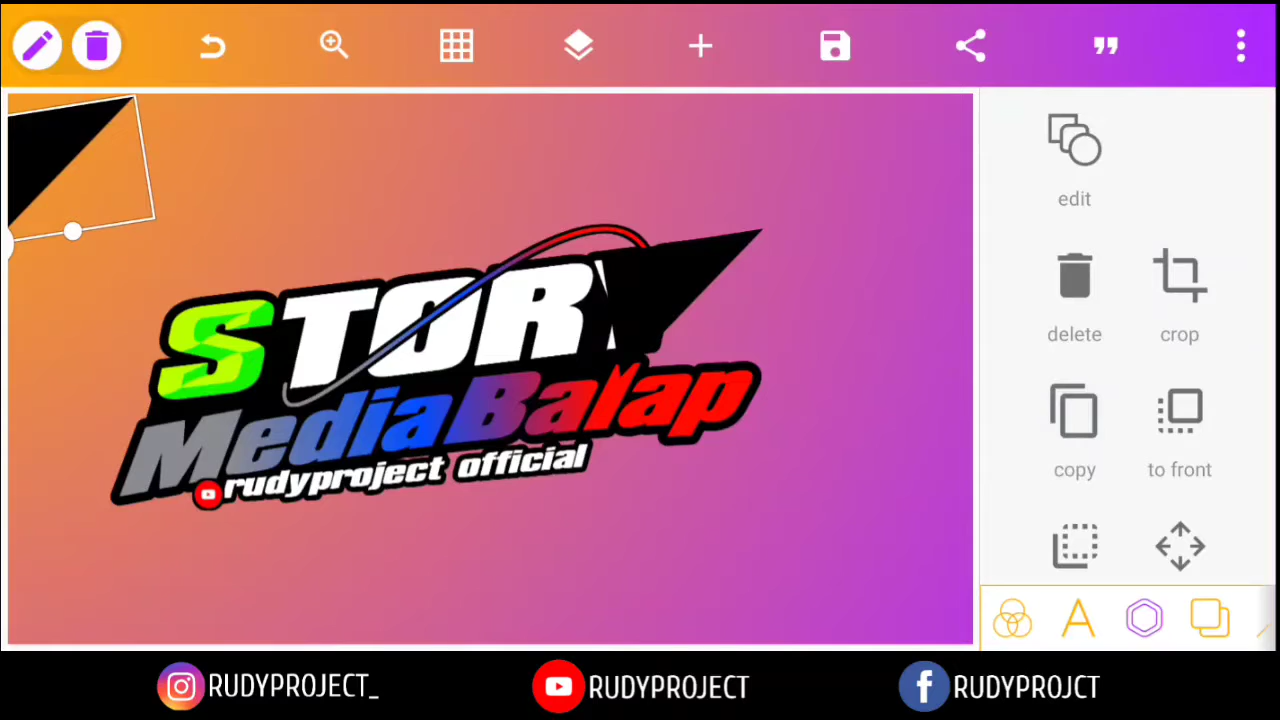 edit
delete
crop
copy
to front
STORY
MediaBalap
rudyproject official
RUDYPROJECT_
RUDYPROJECT
RUDYPROJCT